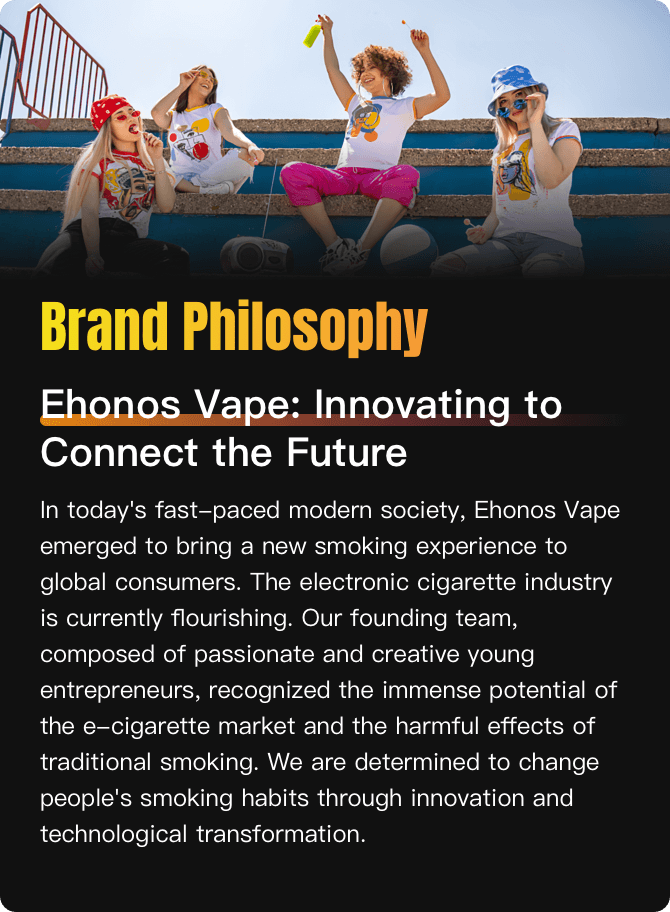 Brand Philosophy
Ehonos Vape: Innovating to
Connect the Future
In today's fast–paced modern society, Ehonos Vape
emerged to bring a new smoking experience to
global consumers. The electronic cigarette industry
is currently flourishing. Our founding team,
composed of passionate and creative young
entrepreneurs, recognized the immense potential of
the e–cigarette market and the harmful effects of
traditional smoking. We are determined to change
people's smoking habits through innovation and
technological transformation.